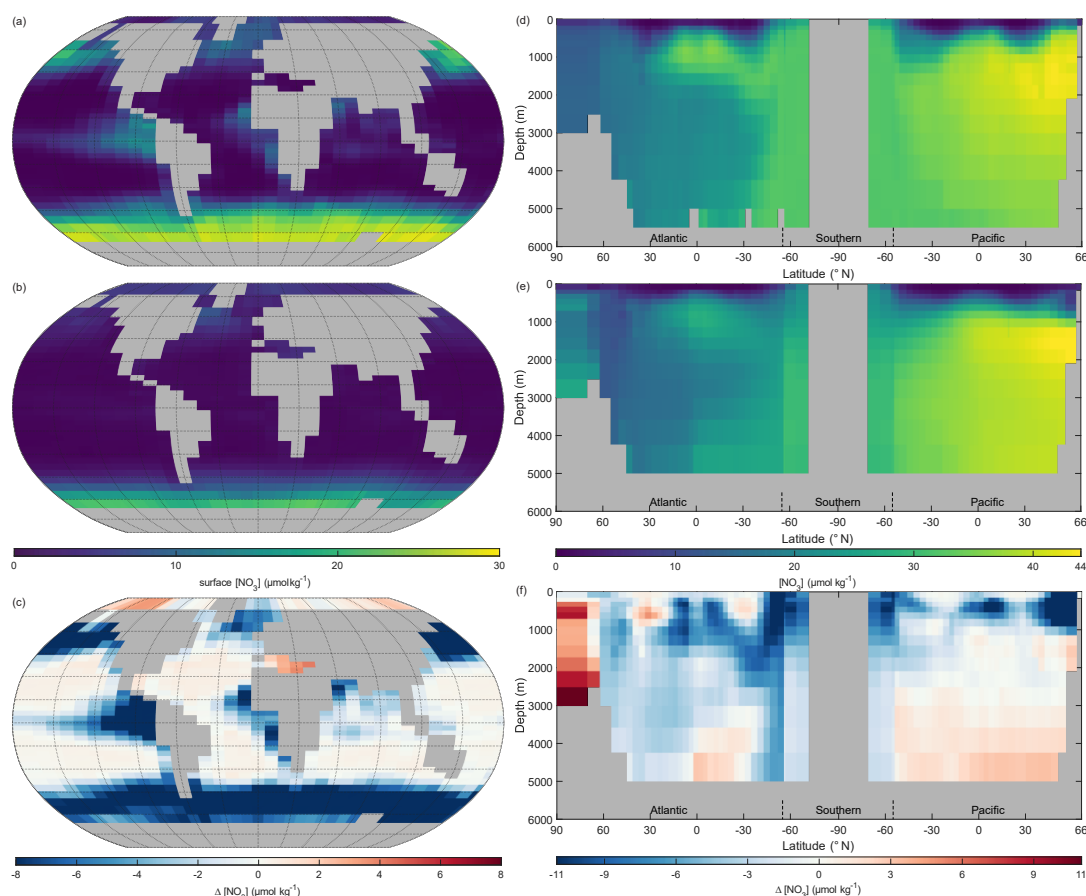 (a)
(b)
0 10 20 30
surface [NO3] (μmol kg-1)
(c)
-8 -6 -4 -2 0 2 4 6 8
Δ [NO3] (μmol kg-1)
(d)
0
1000
2000
3000
4000
5000
6000
Depth (m)
Atlantic Southern Pacific
60 30 0 -30 -60 -90 -60 -30 0 30 66
Latitude (° N)
(e)
0
1000
2000
3000
4000
5000
6000
Depth (m)
Atlantic Southern Pacific
90 60 30 0 -30 -60 -90 -60 -30 0 30 66
Latitude (° N)
0 10 20 30 40 44
[NO3] (μmol kg-1)
(f)
0
1000
2000
3000
4000
5000
6000
Depth (m)
Atlantic Southern Pacific
90 60 30 0 -30 -60 -90 -60 -30 0 30 66
Latitude (° N)
-11 -9 -6 -3 0 3 6 9 11
Δ [NO3] (μmol kg-1)